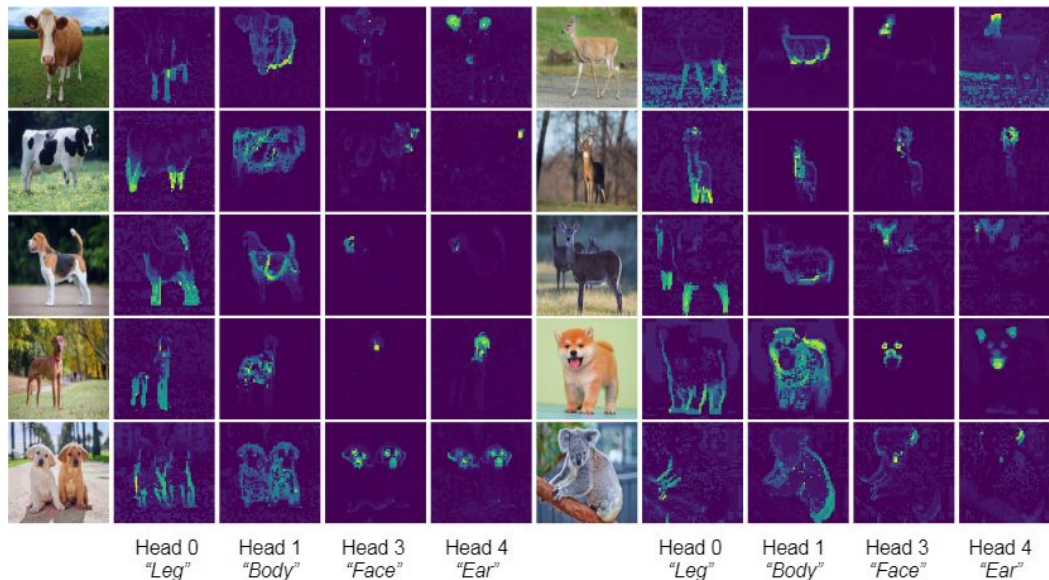 Head 0 Head 1 Head 3 Head 4 Head 0 Head 1 Head 3 Head 4
"Leg" "Body" "Face" "Ear" "Leg" "Body" "Face" "Ear"